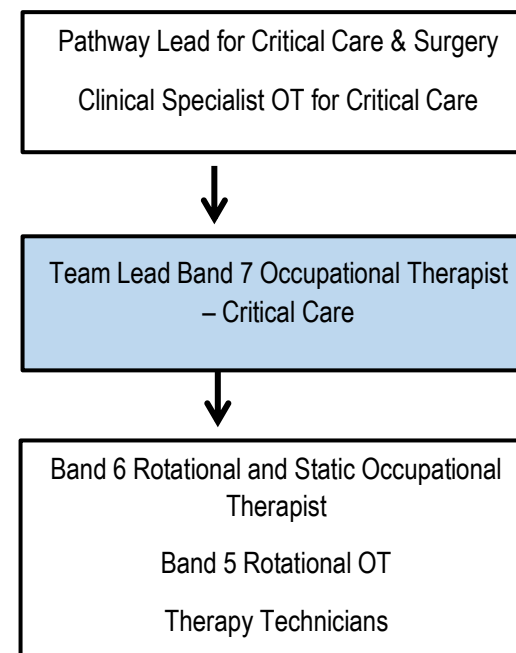 Pathway Lead for Critical Care & Surgery
Clinical Specialist OT for Critical Care
Team Lead Band 7 Occupational Therapist
– Critical Care
Band 6 Rotational and Static Occupational
Therapist
Band 5 Rotational OT
Therapy Technicians